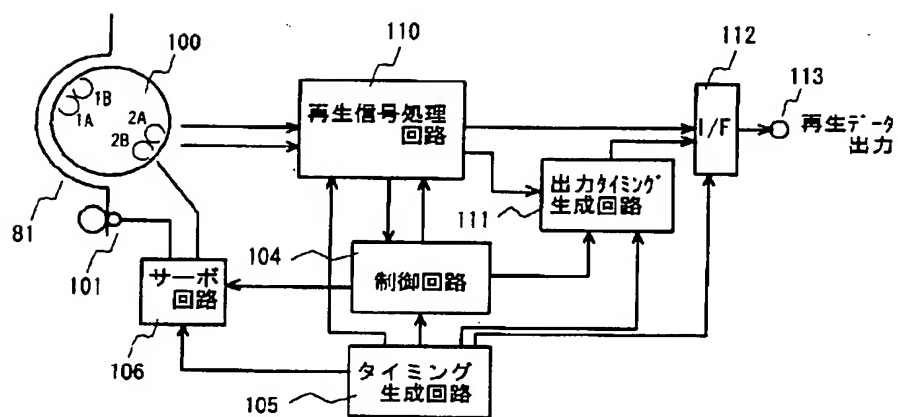 100
110
112
113
1B
1A
2A
2B
再生信号処理
回路
I/F
再生データ
出力
出力タイミング
生成回路
111
81
101
104
制御回路
サーボ
回路
106
タイミング
生成回路
105